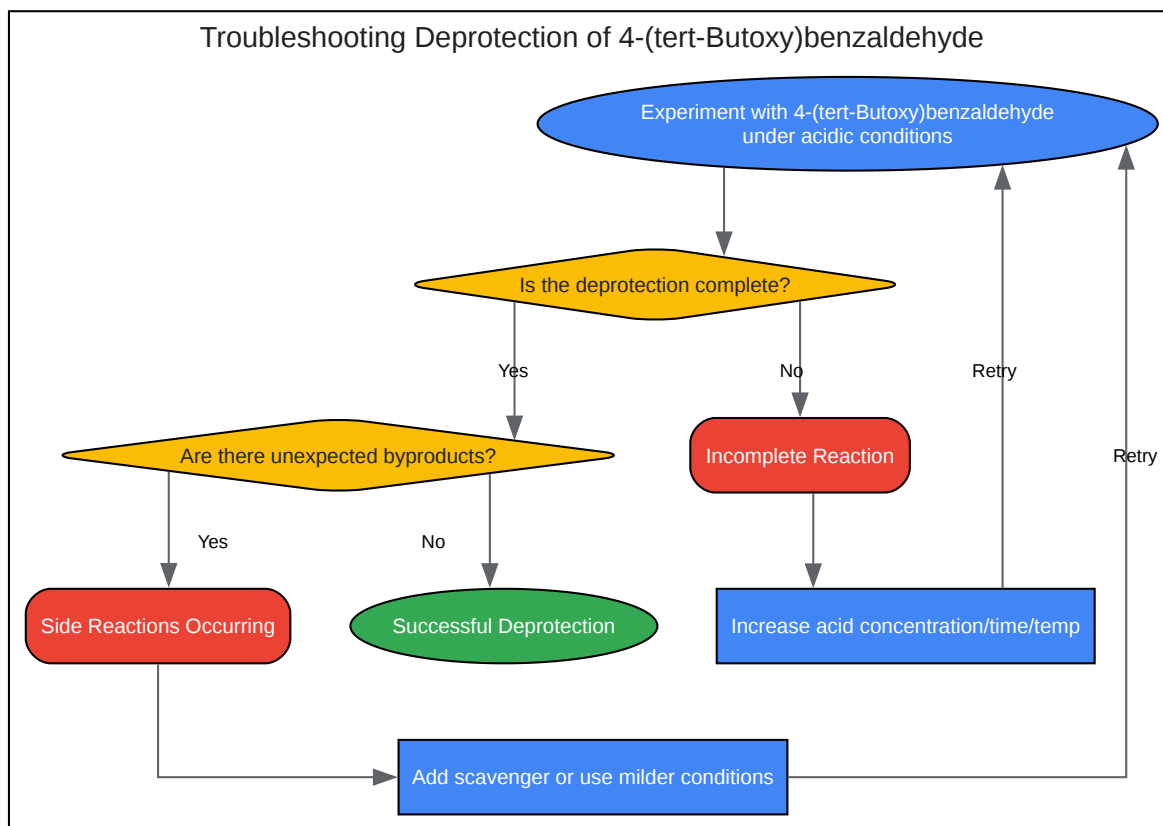 Troubleshooting Deprotection of 4-(tert-Butoxy)benzaldehyde
Experiment with 4-(tert-Butoxy)benzaldehyde
under acidic conditions
Is the deprotection complete?
Yes
No
Retry
Are there unexpected byproducts?
Incomplete Reaction
Retry
Yes
No
Side Reactions Occurring
Successful Deprotection
Increase acid concentration/time/temp
Add scavenger or use milder conditions